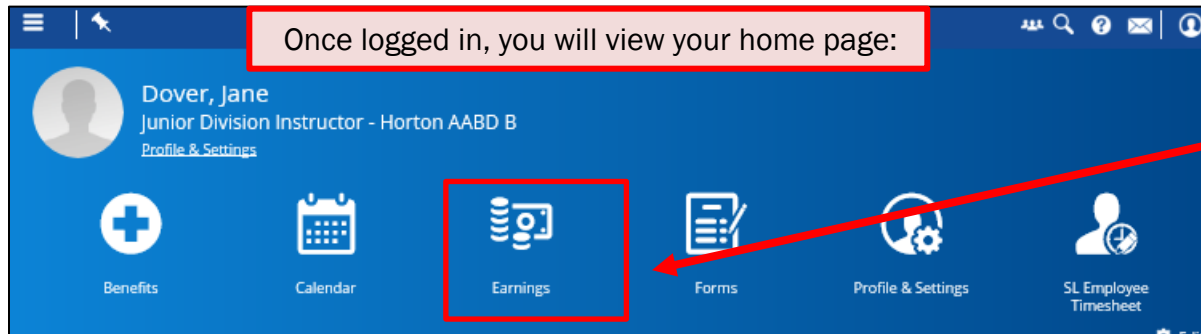 Once logged in, you will view your home page:
Dover, Jane
Junior Division Instructor - Horton AABD B
Profile & Settings
Benefits
Calendar
Earnings
Forms
Profile & Settings
SL Employee
Timesheet